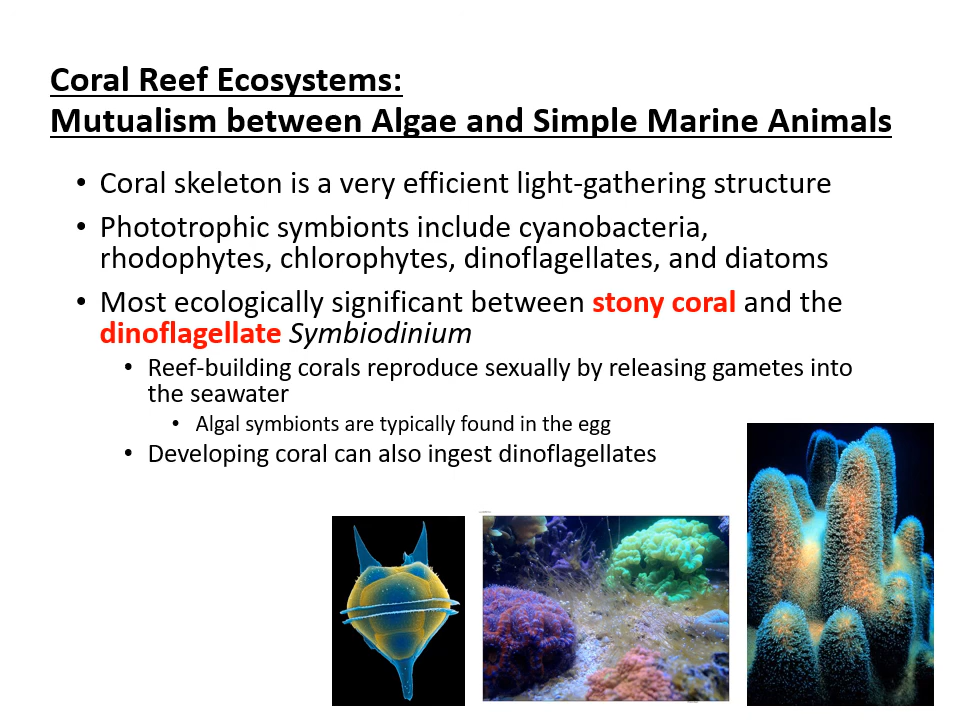 Coral Reef Ecosystems:
Mutualism between Algae and Simple Marine Animals
• Coral skeleton is a very efficient light-gathering structure
• Phototrophic symbionts include cyanobacteria,
rhodophytes, chlorophytes, dinoflagellates, and diatoms
• Most ecologically significant between stony coral and the
dinoflagellate Symbiodinium
• Reef-building corals reproduce sexually by releasing gametes into
the seawater
• Algal symbionts are typically found in the egg
• Developing coral can also ingest dinoflagellates